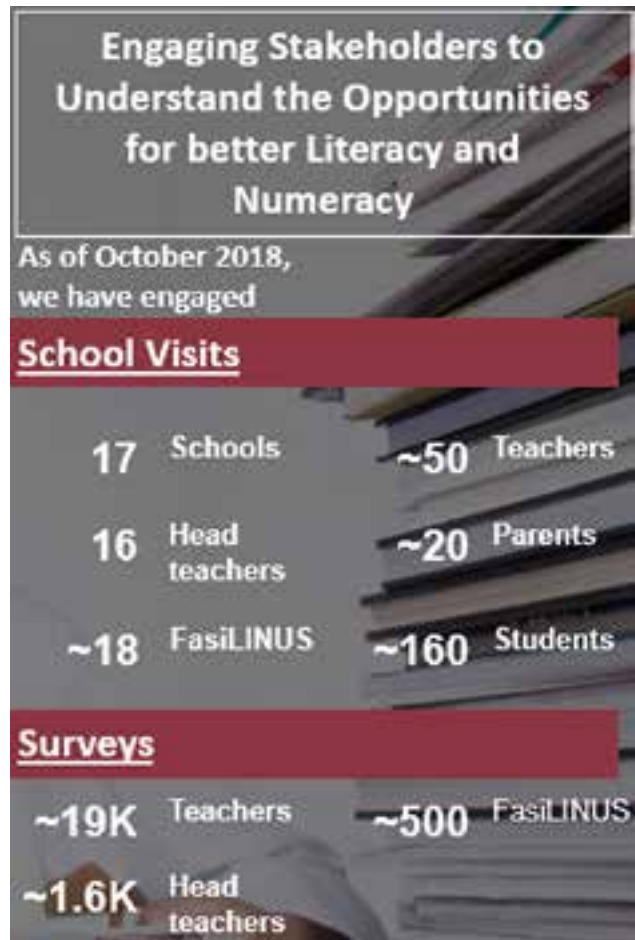 Engaging Stakeholders to
Understand the Opportunities
for better Literacy and
Numeracy
As of October 2018,
we have engaged
School Visits
17 Schools ~50 Teachers
16 Head teachers ~20 Parents
~18 FasiLINUS ~160 Students
Surveys
~19K Teachers ~500 FasiLINUS
~1.6K Head teachers